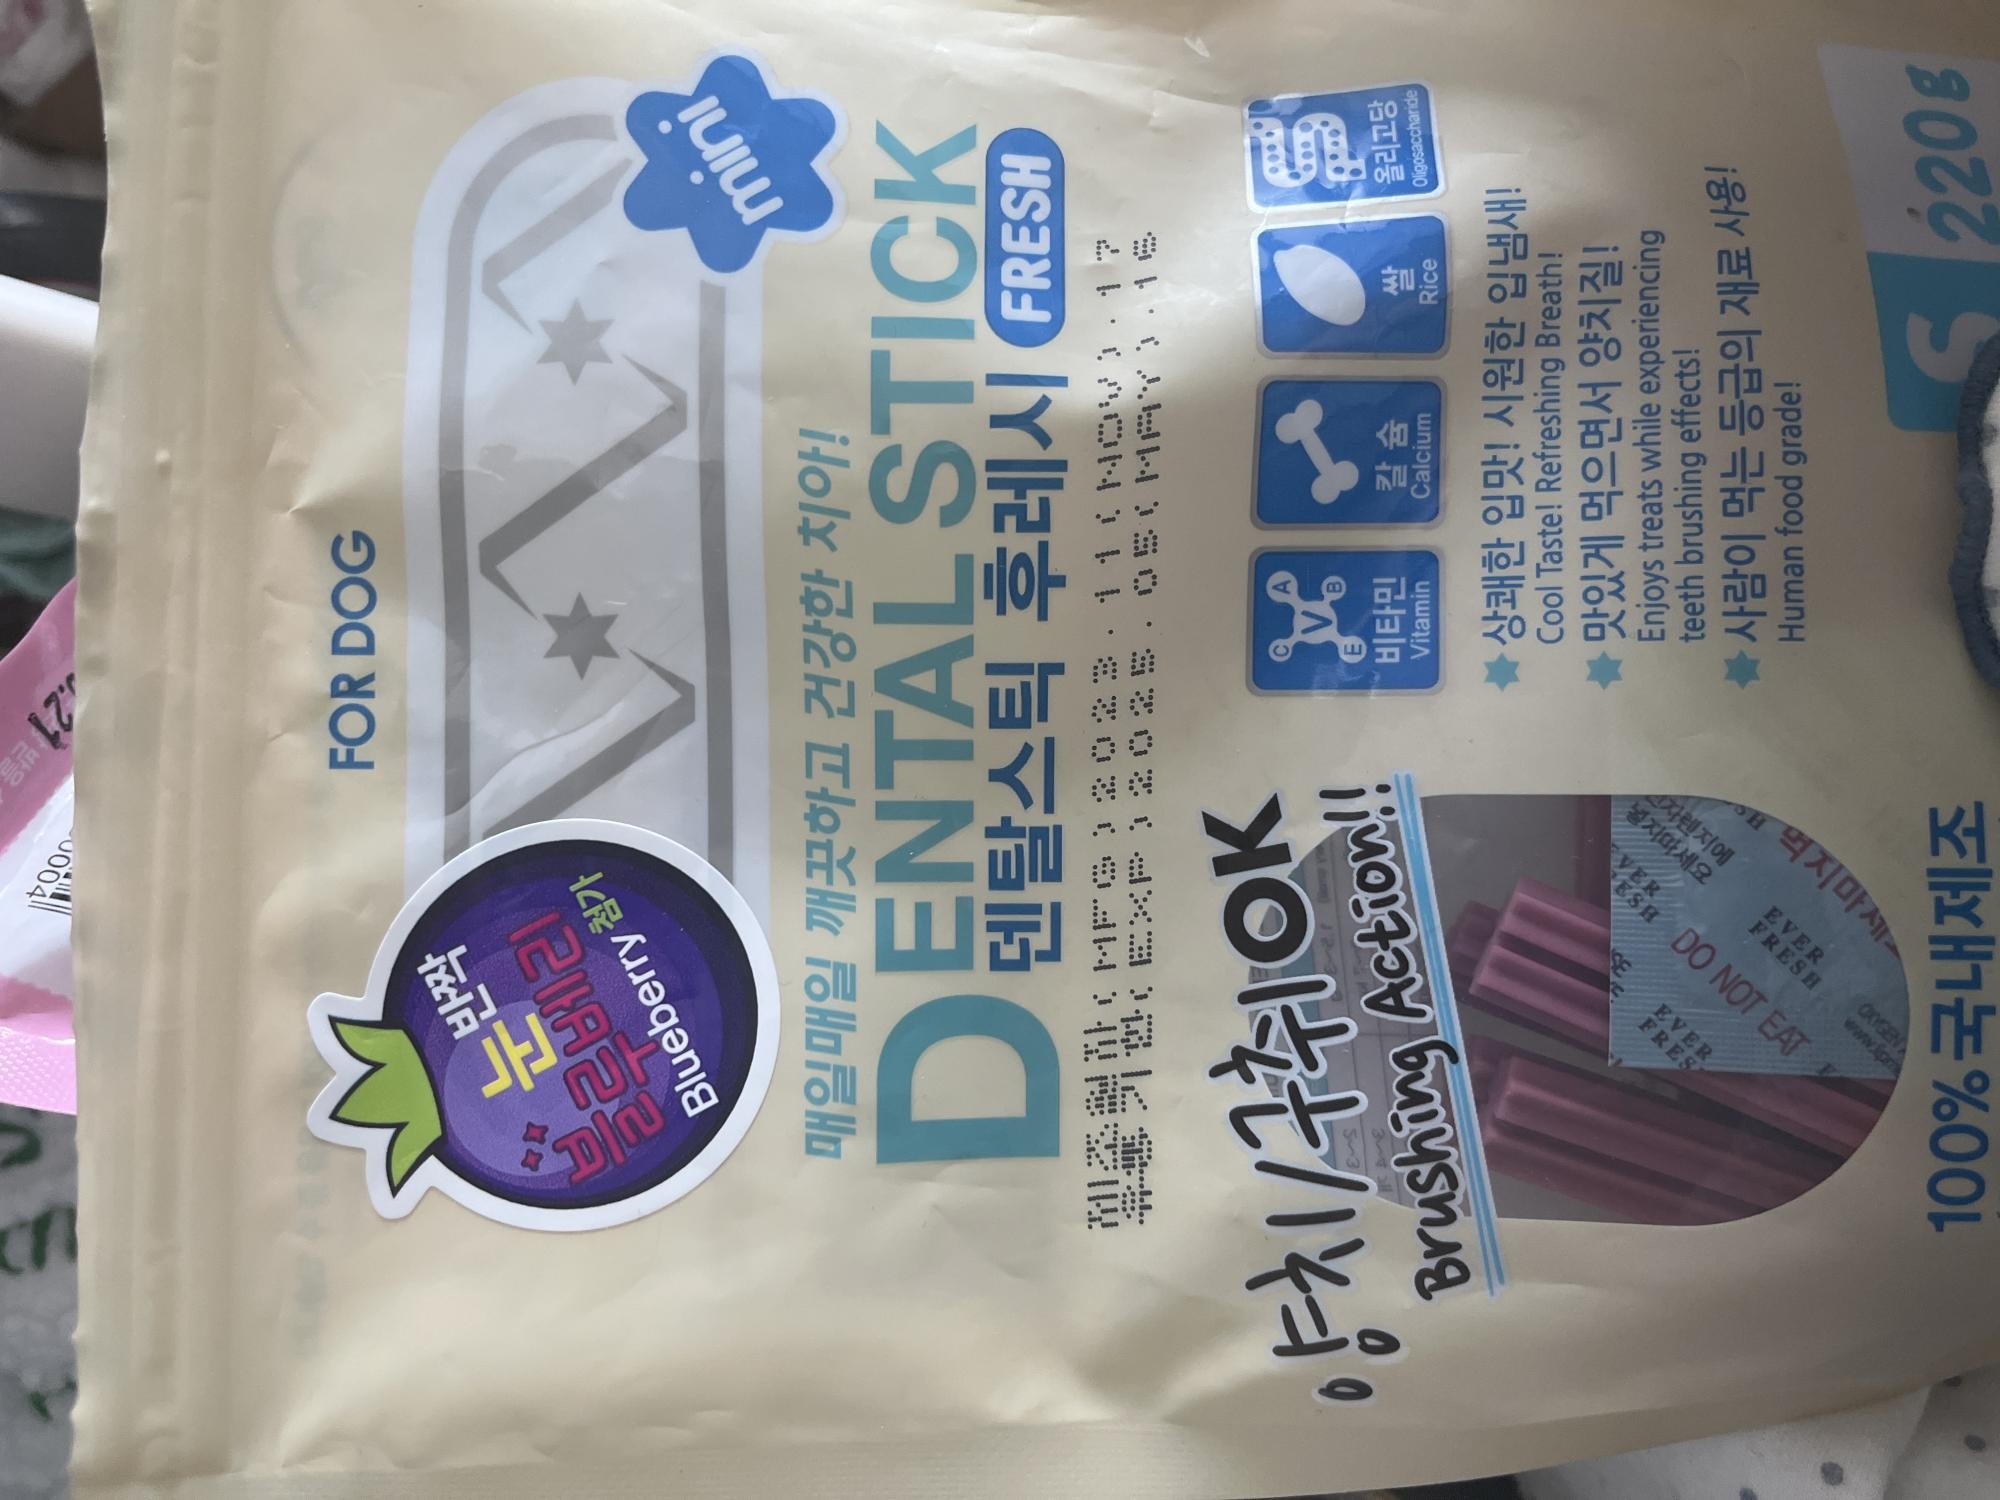 FOR DOG
mini
반짝
눈
블루베리
Blueberry 첨가
매일매일 깨끗하고 건강한 치아!
DENTAL STICK
덴탈스틱 후레시 FRESH
제조일자( MFG ) 2023. 11( NOV ). 17
유통기한( EXP ) 2025. 05( MAY ). 16
양치/구취OK
Brushing Action!!
비타민
Vitamin
칼슘
Calcium
쌀
Rice
올리고당
Oligosaccharide
상쾌한 입맛! 시원한 입냄새!
Cool Taste! Refreshing Breath!
맛있게 먹으면서 양치질!
Enjoys treats while experiencing
teeth brushing effects!
사람이 먹는 등급의 재료 사용!
Human food grade!
넣지마세요
EVER
FRESH
DO NOT EAT
EVER
FRESH
100% 국내제조
S 220g